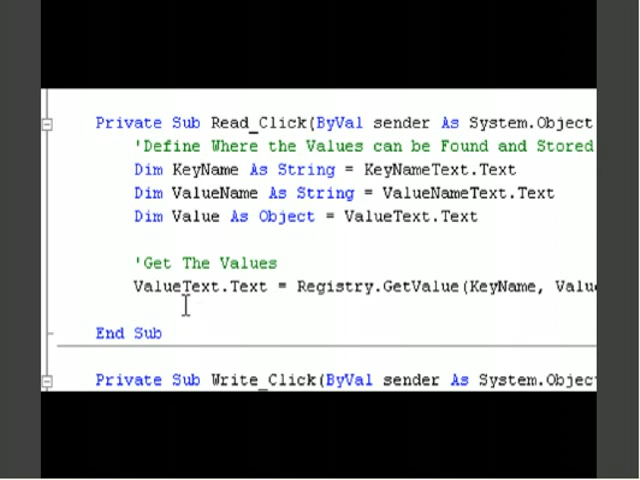 Private Sub Read_Click(ByVal sender As System.Object
'Define Where the Values can be Found and Stored
Dim KeyName As String = KeyNameText.Text
Dim ValueName As String = ValueNameText.Text
Dim Value As Object = ValueText.Text
'Get The Values
ValueText.Text = Registry.GetValue(KeyName, Value
End Sub
Private Sub Write_Click(ByVal sender As System.Object